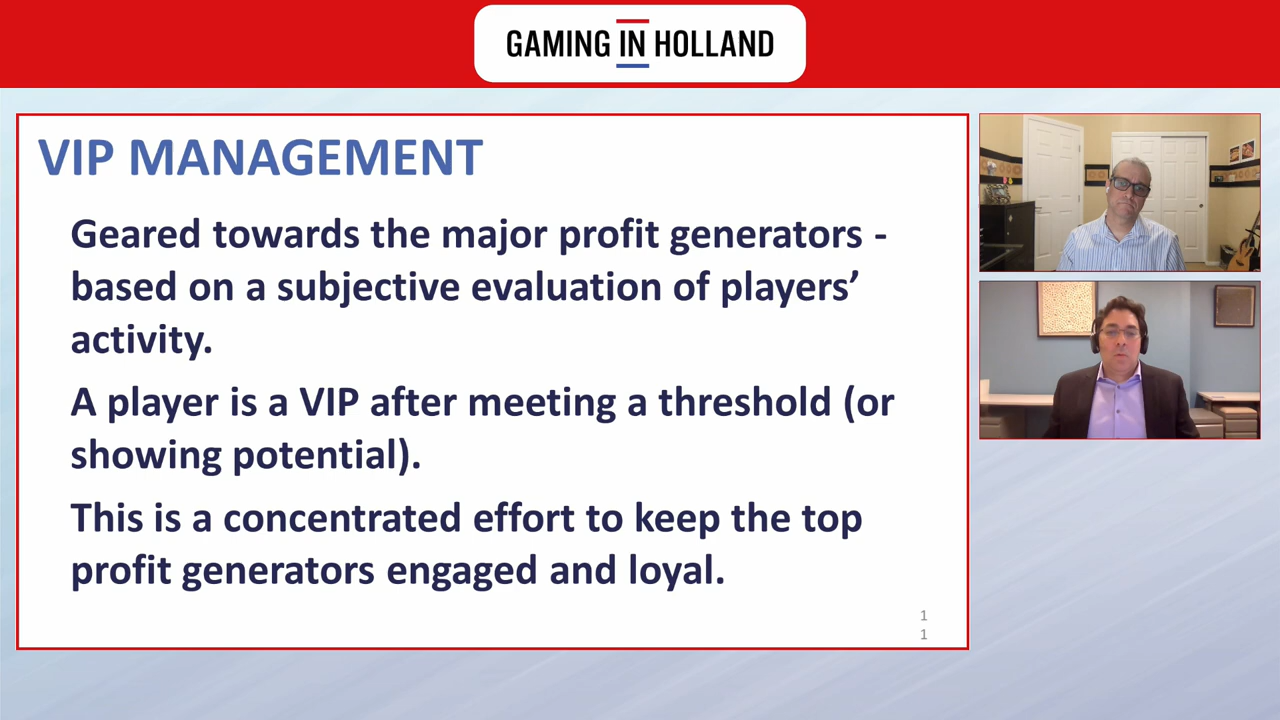 GAMING IN HOLLAND
VIP MANAGEMENT
Geared towards the major profit generators -
based on a subjective evaluation of players’
activity.
A player is a VIP after meeting a threshold (or
showing potential).
This is a concentrated effort to keep the top
profit generators engaged and loyal.
1
1